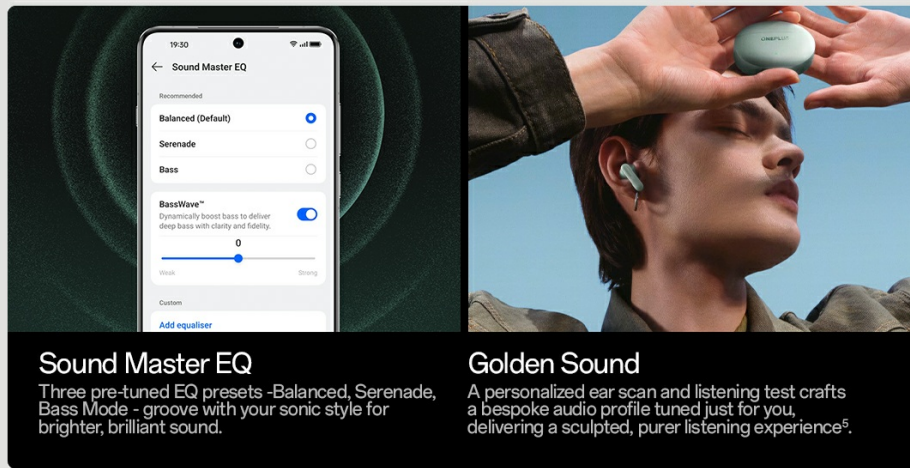 19:30
Sound Master EQ
Recommended
Balanced (Default)
Serenade
Bass
BassWave™
Dynamically boost bass to deliver
deep bass with clarity and fidelity.
0
Weak Strong
Custom
Add equaliser
ONEPLUS
Sound Master EQ
Three pre-tuned EQ presets -Balanced, Serenade,
Bass Mode - groove with your sonic style for
brighter, brilliant sound.
Golden Sound
A personalized ear scan and listening test crafts
a bespoke audio profile tuned just for you,
delivering a sculpted, purer listening experience⁵.